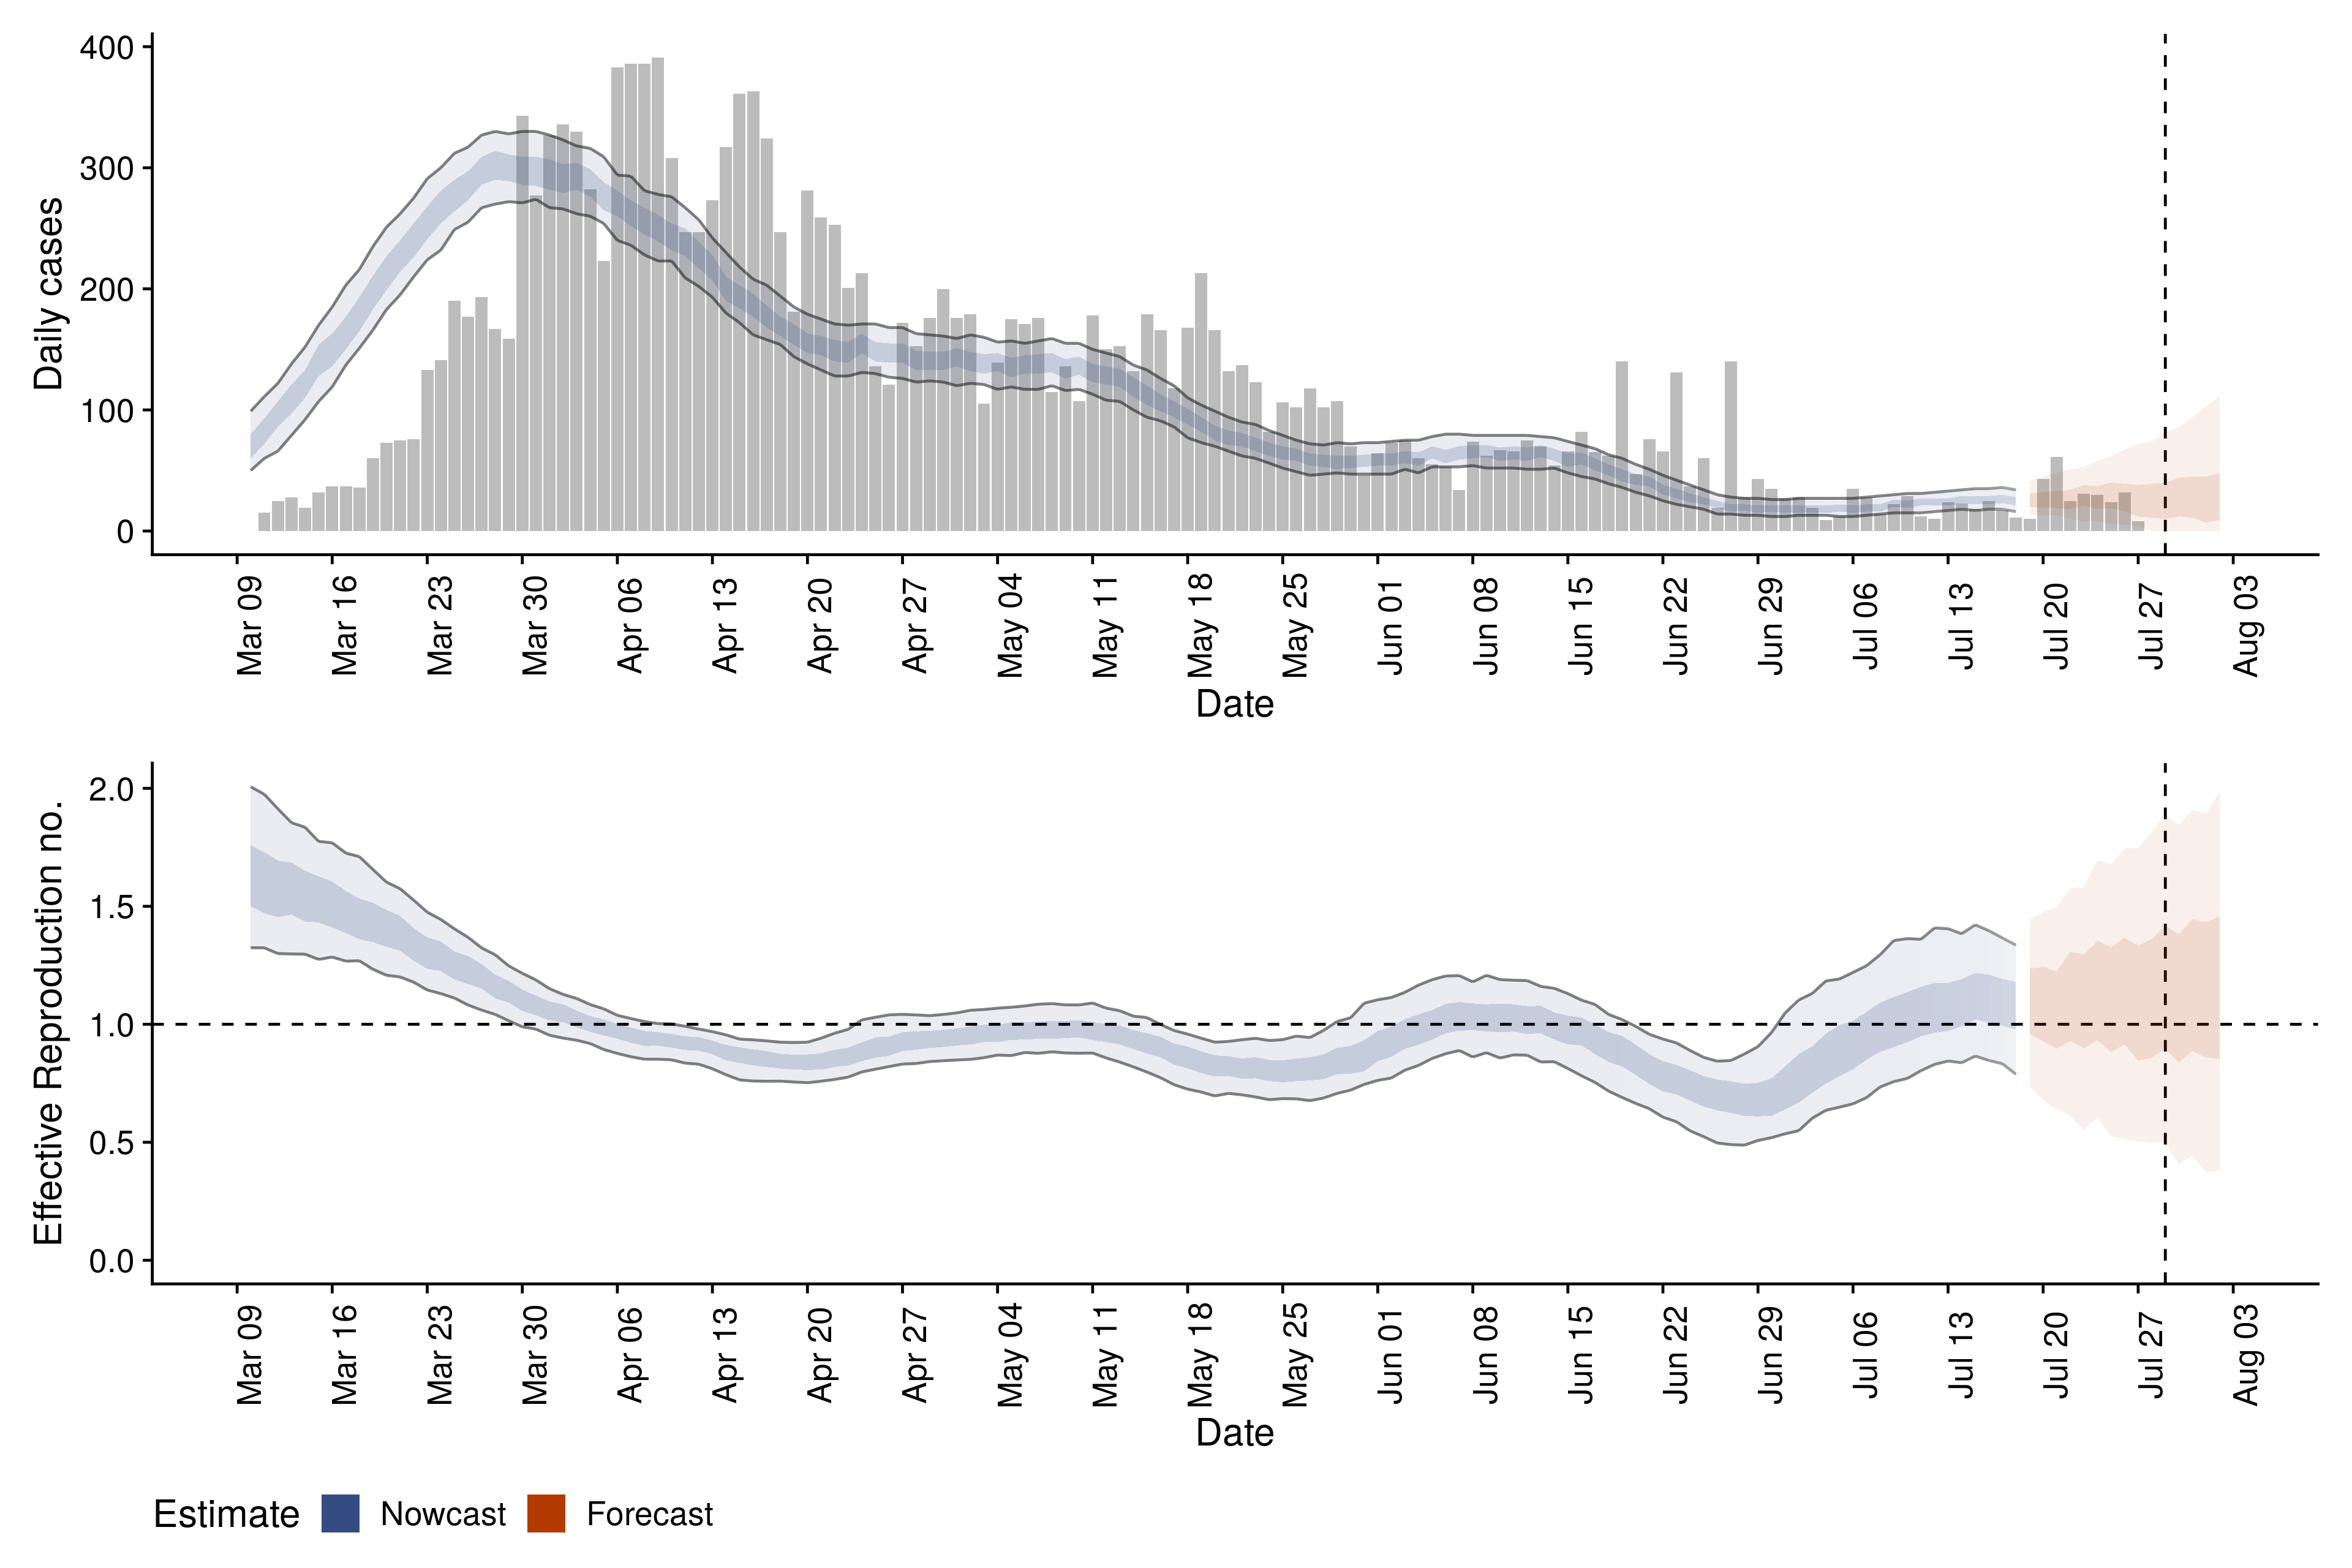 400
300
200
100
0
Daily cases
Mar 09 Mar 16 Mar 23 Mar 30 Apr 06 Apr 13 Apr 20 Apr 27 May 04 May 11 May 18 May 25 Jun 01 Jun 08 Jun 15 Jun 22 Jun 29 Jul 06 Jul 13 Jul 20 Jul 27 Aug 03
Date
2.0
1.5
1.0
0.5
0.0
Effective Reproduction no.
Mar 09 Mar 16 Mar 23 Mar 30 Apr 06 Apr 13 Apr 20 Apr 27 May 04 May 11 May 18 May 25 Jun 01 Jun 08 Jun 15 Jun 22 Jun 29 Jul 06 Jul 13 Jul 20 Jul 27 Aug 03
Date
Estimate Nowcast Forecast